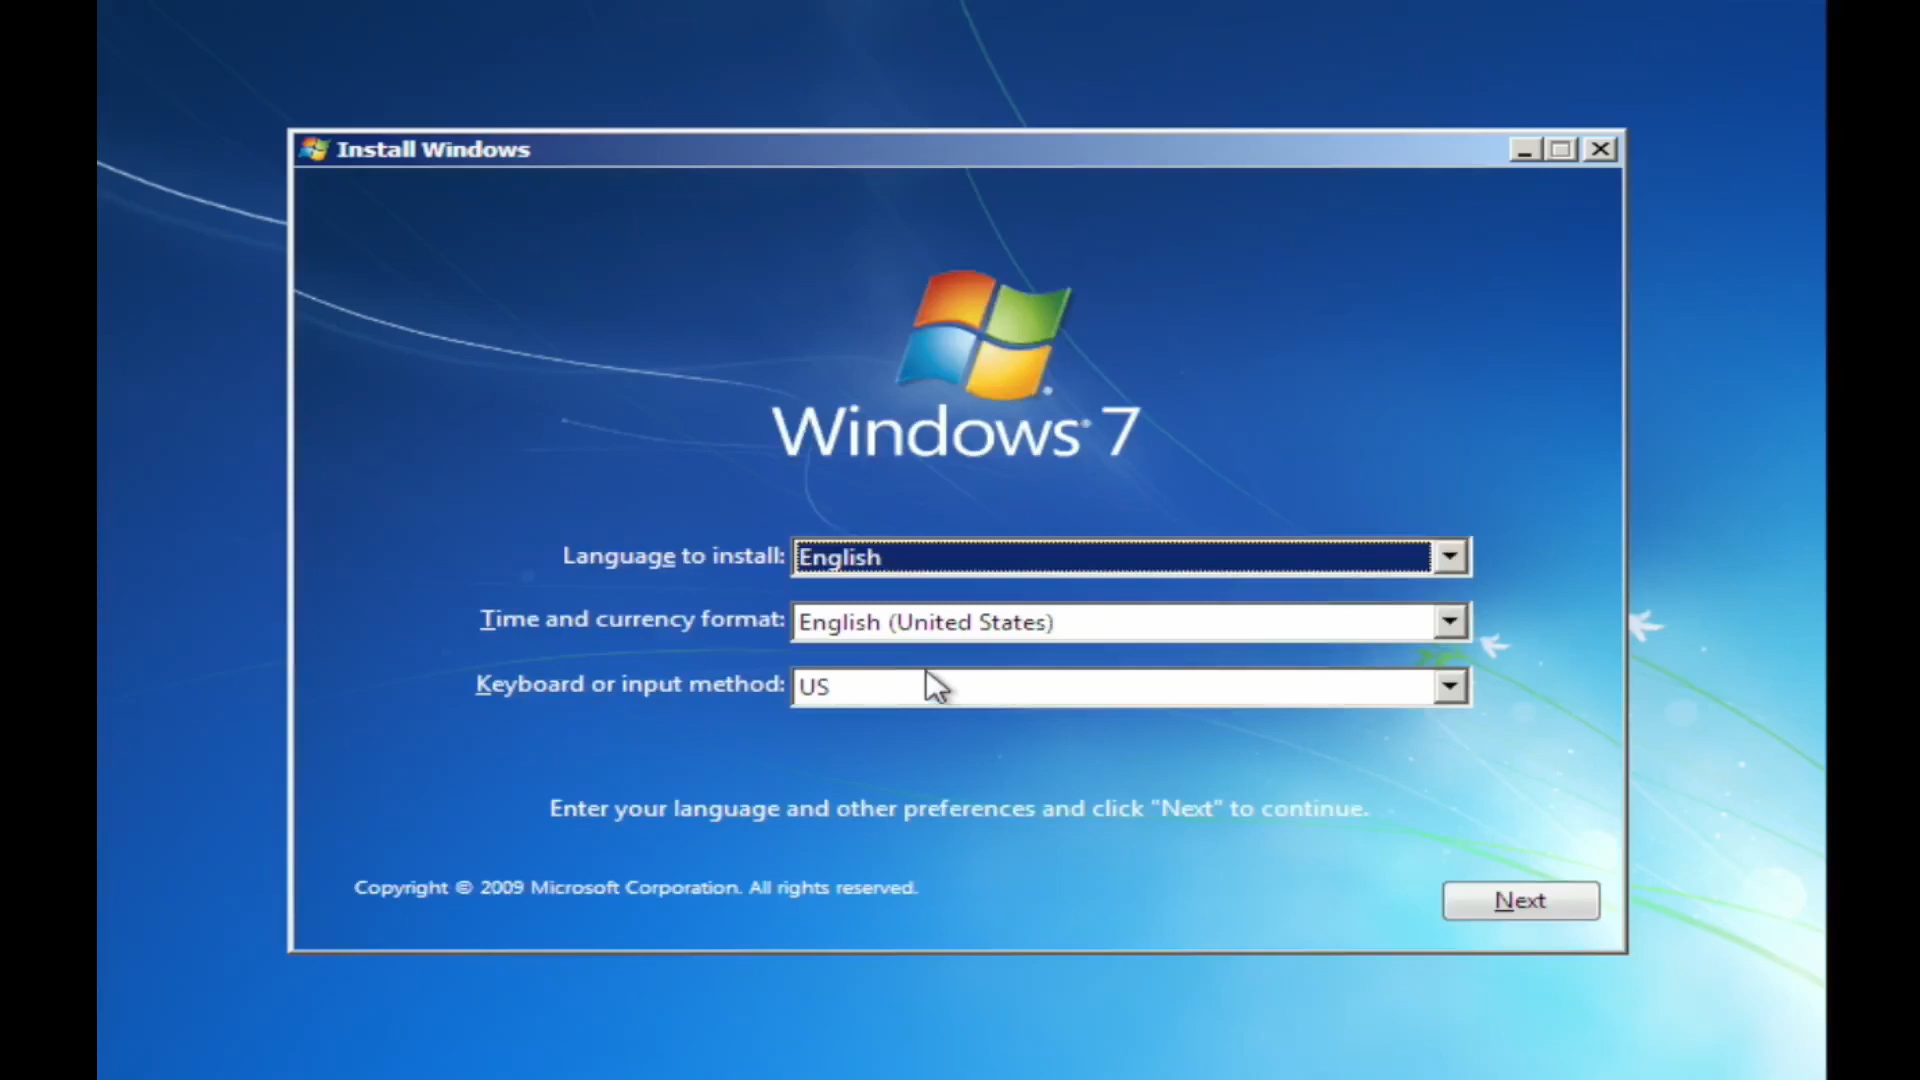 Install Windows
Windows® 7
Language to install: English
Time and currency format: English (United States)
Keyboard or input method: US
Enter your language and other preferences and click "Next" to continue.
Copyright © 2009 Microsoft Corporation. All rights reserved.
Next